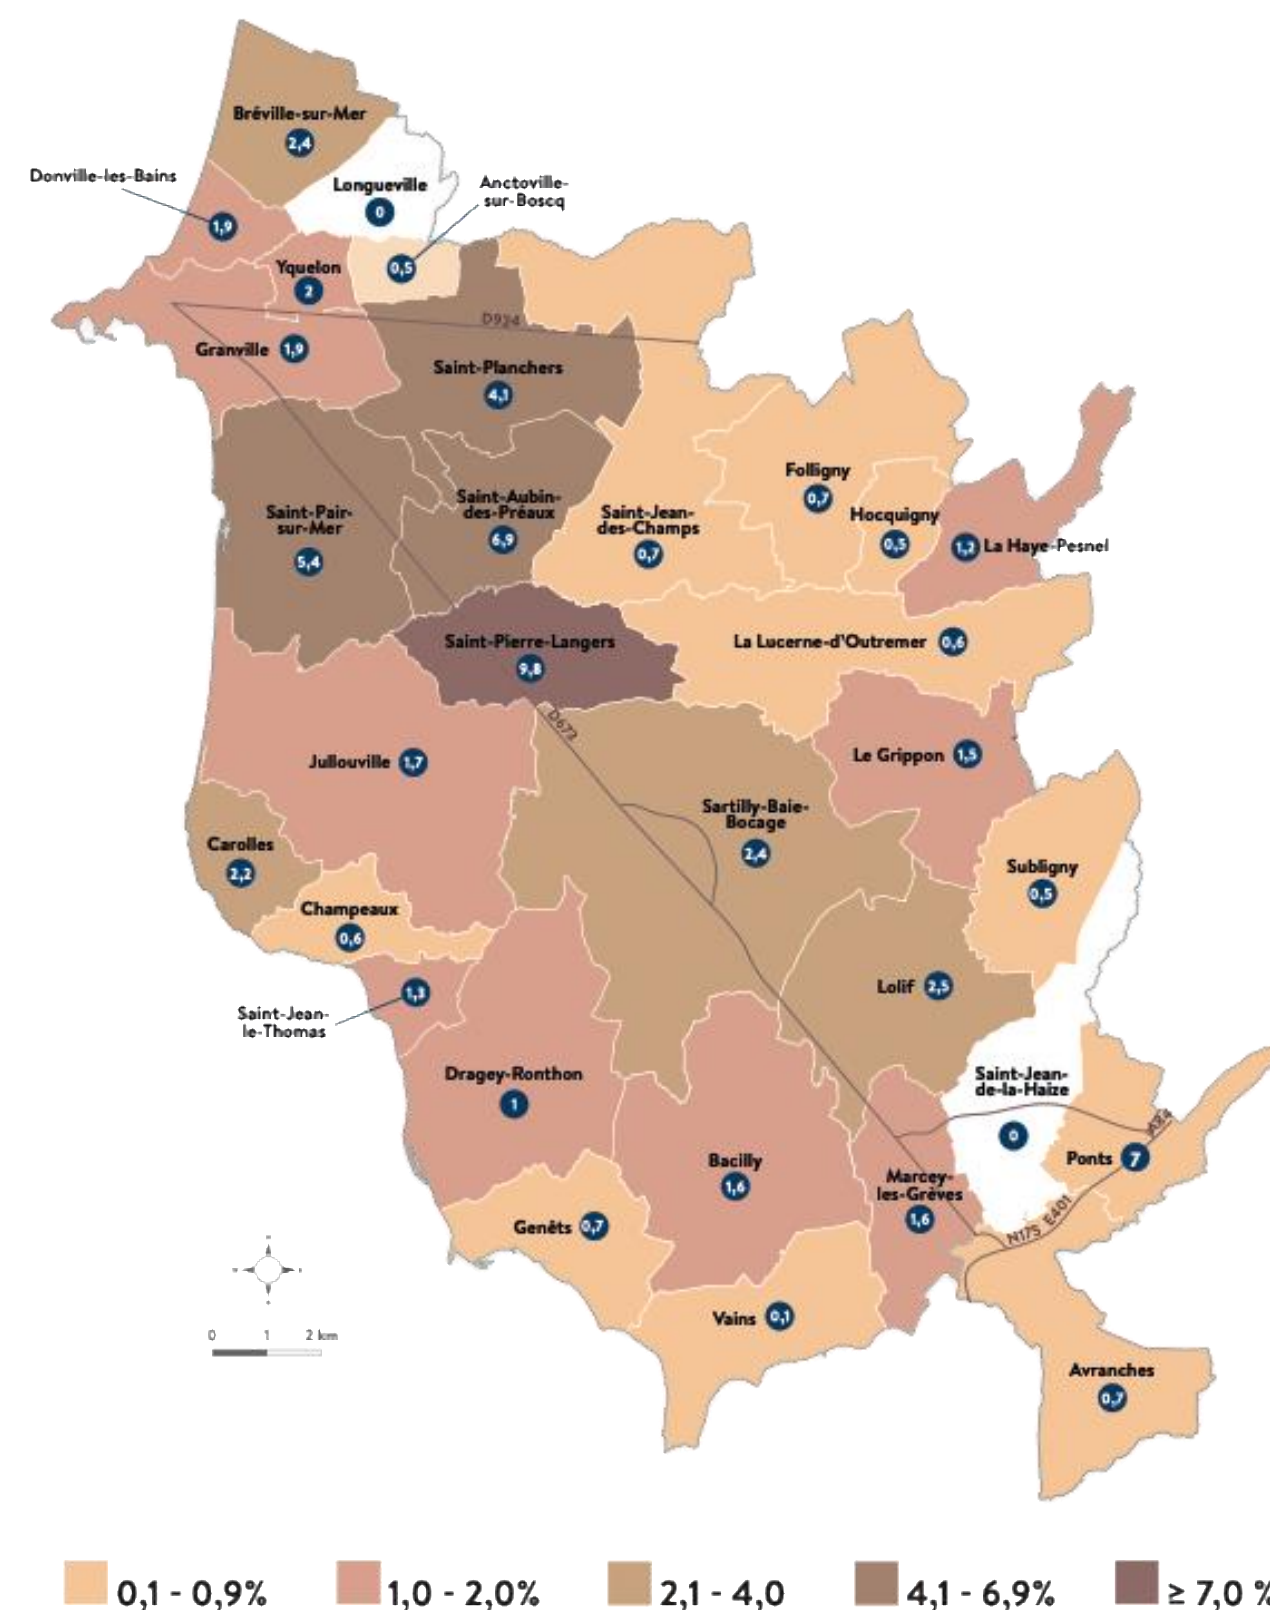 Bréville-sur-Mer
2,4
Donville-les-Bains
1,9
Longueville
0
Anctoville-
sur-Boscq
0,5
Yquelon
2
D924
Granville 1,9
Saint-Planchers
4,1
Saint-Pair-
sur-Mer
5,4
Saint-Aubin-
des-Préaux
6,9
Saint-Jean-
des-Champs
0,7
Folligny
0,7
Hocquigny
0,5
1,2 La Haye-Pesnel
Saint-Pierre-Langers
9,8
La Lucerne-d'Outremer 0,6
D673
Jullouville 1,7
Le Grippon 1,5
Sartilly-Baie-
Bocage
2,4
Carolles
2,2
Subligny
0,5
Champeaux
0,6
Lolif 2,5
1,3
Saint-Jean-
le-Thomas
Dragey-Ronthon
1
Saint-Jean-
de-la-Haize
0
A84
Ponts 7
Bacilly
1,6
Marcey-
les-Grèves
1,6
N175 E401
Genêts 0,7
Vains 0,1
0 1 2 km
Avranches
0,7
0,1 - 0,9% 1,0 - 2,0% 2,1 - 4,0 4,1 - 6,9% ≥ 7,0 %